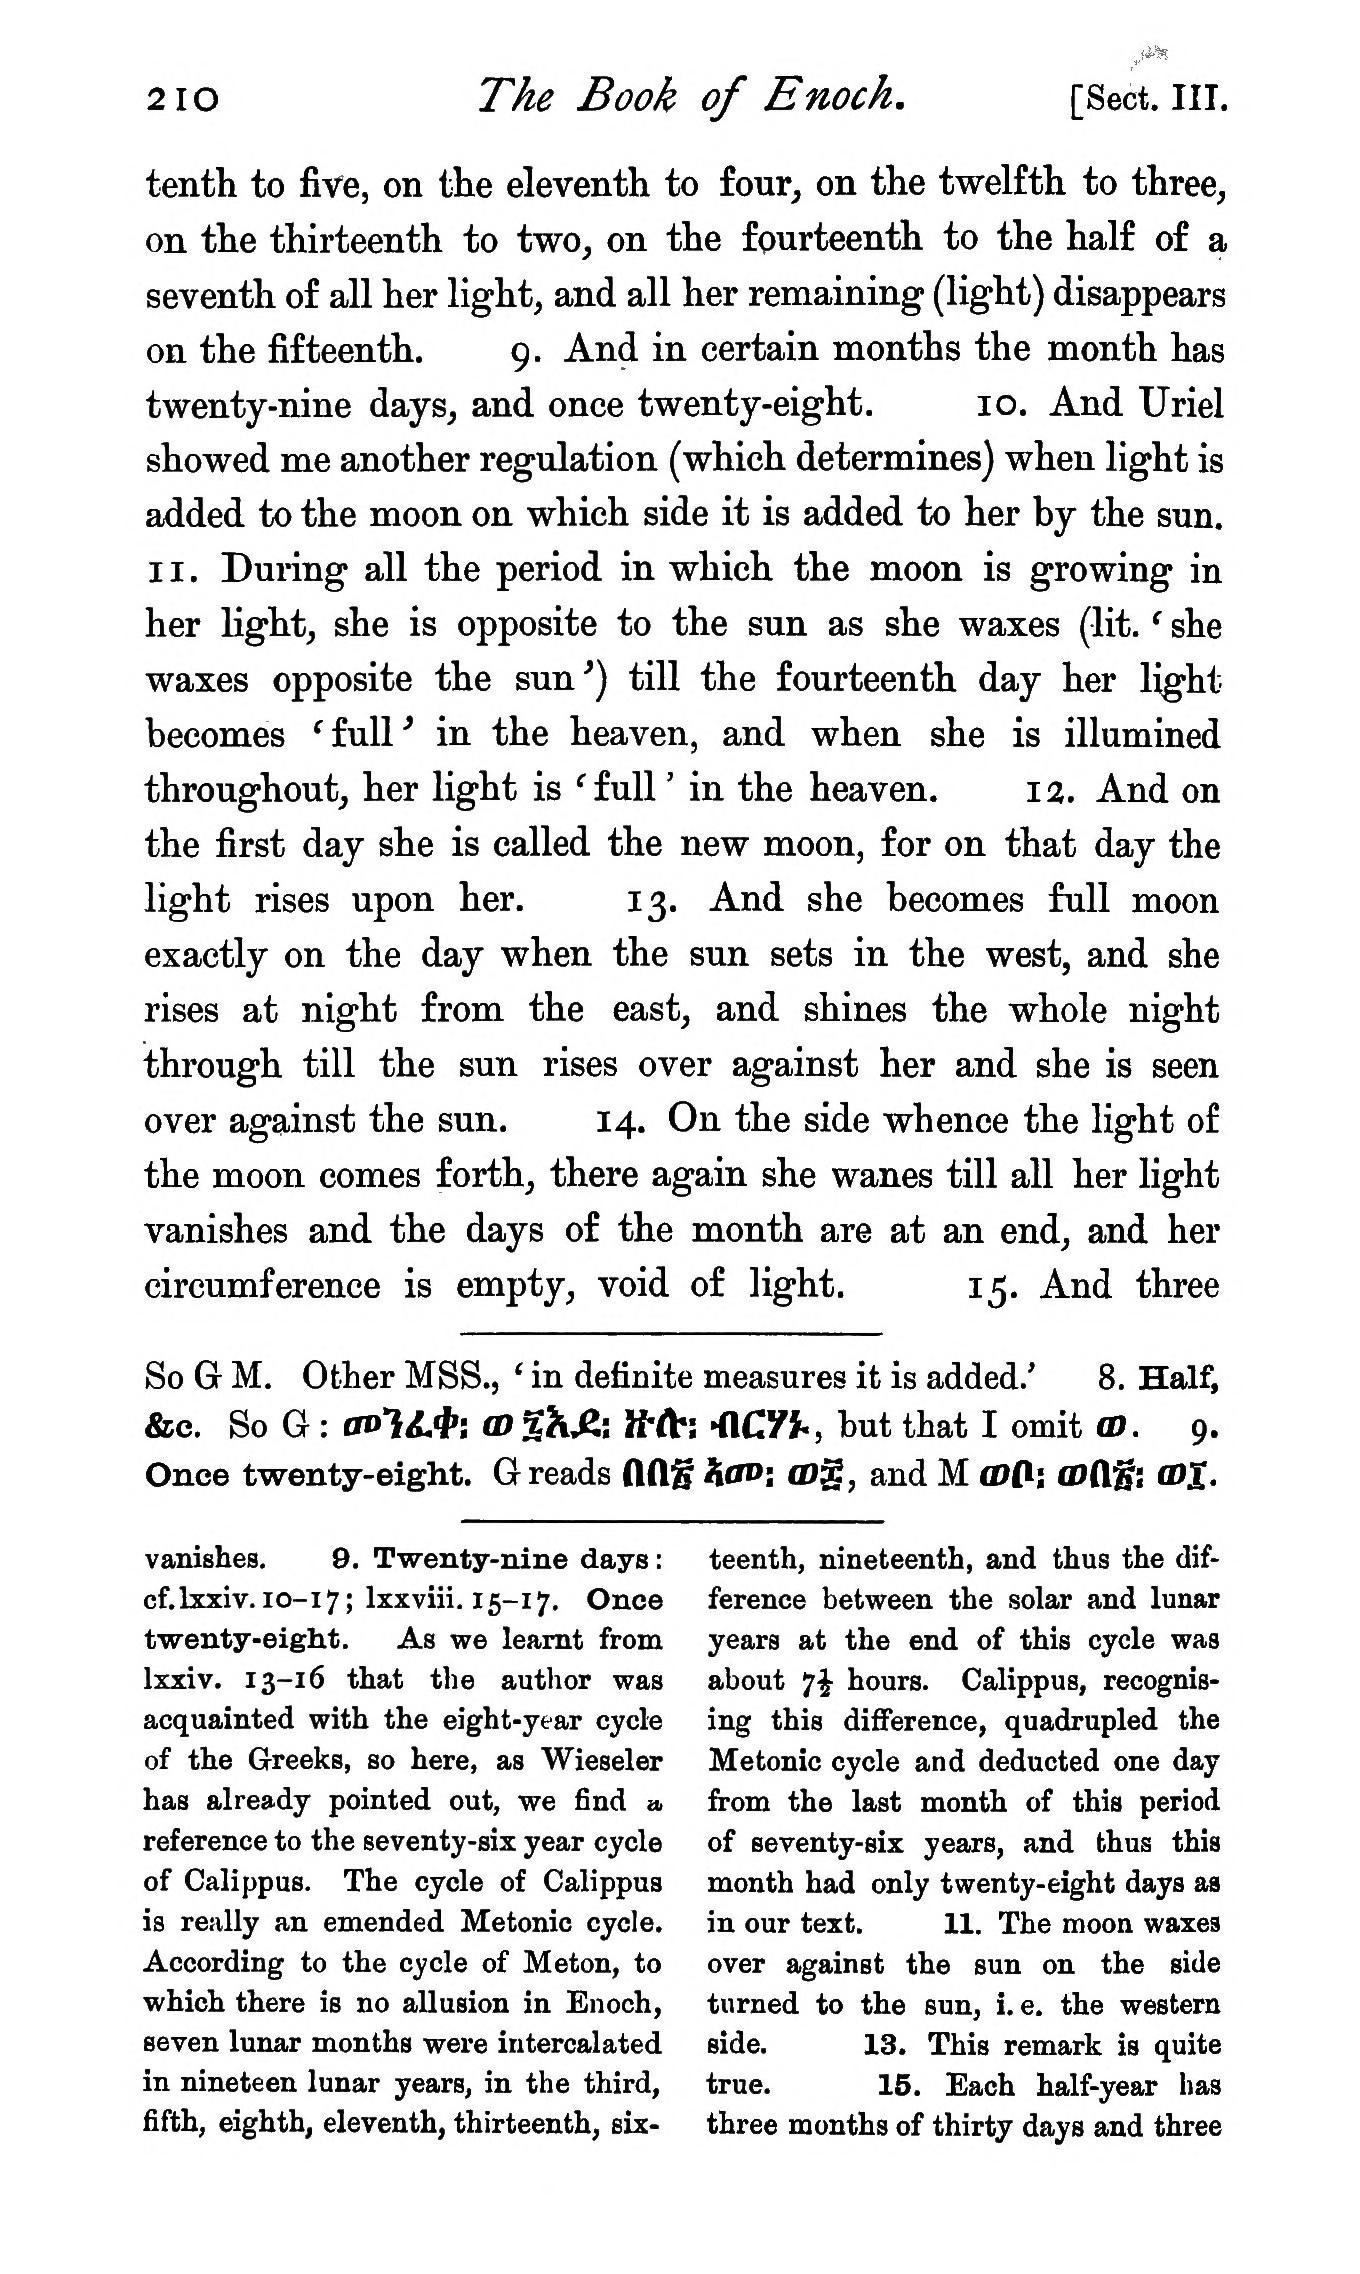 210 The Book of Enoch. [Sect. III.
tenth to five, on the eleventh to four, on the twelfth to three,
on the thirteenth to two, on the fourteenth to the half of a
seventh of all her light, and all her remaining (light) disappears
on the fifteenth. 9. And in certain months the month has
twenty-nine days, and once twenty-eight. 10. And Uriel
showed me another regulation (which determines) when light is
added to the moon on which side it is added to her by the sun.
11. During all the period in which the moon is growing in
her light, she is opposite to the sun as she waxes (lit. ‘she
waxes opposite the sun’) till the fourteenth day her light
becomes ‘full’ in the heaven, and when she is illumined
throughout, her light is ‘full’ in the heaven. 12. And on
the first day she is called the new moon, for on that day the
light rises upon her. 13. And she becomes full moon
exactly on the day when the sun sets in the west, and she
rises at night from the east, and shines the whole night
through till the sun rises over against her and she is seen
over against the sun. 14. On the side whence the light of
the moon comes forth, there again she wanes till all her light
vanishes and the days of the month are at an end, and her
circumference is empty, void of light. 15. And three
So G M. Other MSS., ‘in definite measures it is added.’ 8. Half,
&c. So G: መንፈቀ፡ ወ ኵሉ፡ ብርሃኑ, but that I omit ወ. 9.
Once twenty-eight. G reads አመ፡, and M ወቦ፡
vanishes. 9. Twenty-nine days:
cf. lxxiv. 10–17; lxxviii. 15–17. Once
twenty-eight. As we learnt from
lxxiv. 13–16 that the author was
acquainted with the eight-year cycle
of the Greeks, so here, as Wieseler
has already pointed out, we find a
reference to the seventy-six year cycle
of Calippus. The cycle of Calippus
is really an emended Metonic cycle.
According to the cycle of Meton, to
which there is no allusion in Enoch,
seven lunar months were intercalated
in nineteen lunar years, in the third,
fifth, eighth, eleventh, thirteenth, six-
teenth, nineteenth, and thus the dif-
ference between the solar and lunar
years at the end of this cycle was
about 7½ hours. Calippus, recognis-
ing this difference, quadrupled the
Metonic cycle and deducted one day
from the last month of this period
of seventy-six years, and thus this
month had only twenty-eight days as
in our text. 11. The moon waxes
over against the sun on the side
turned to the sun, i. e. the western
side. 13. This remark is quite
true. 15. Each half-year has
three months of thirty days and three